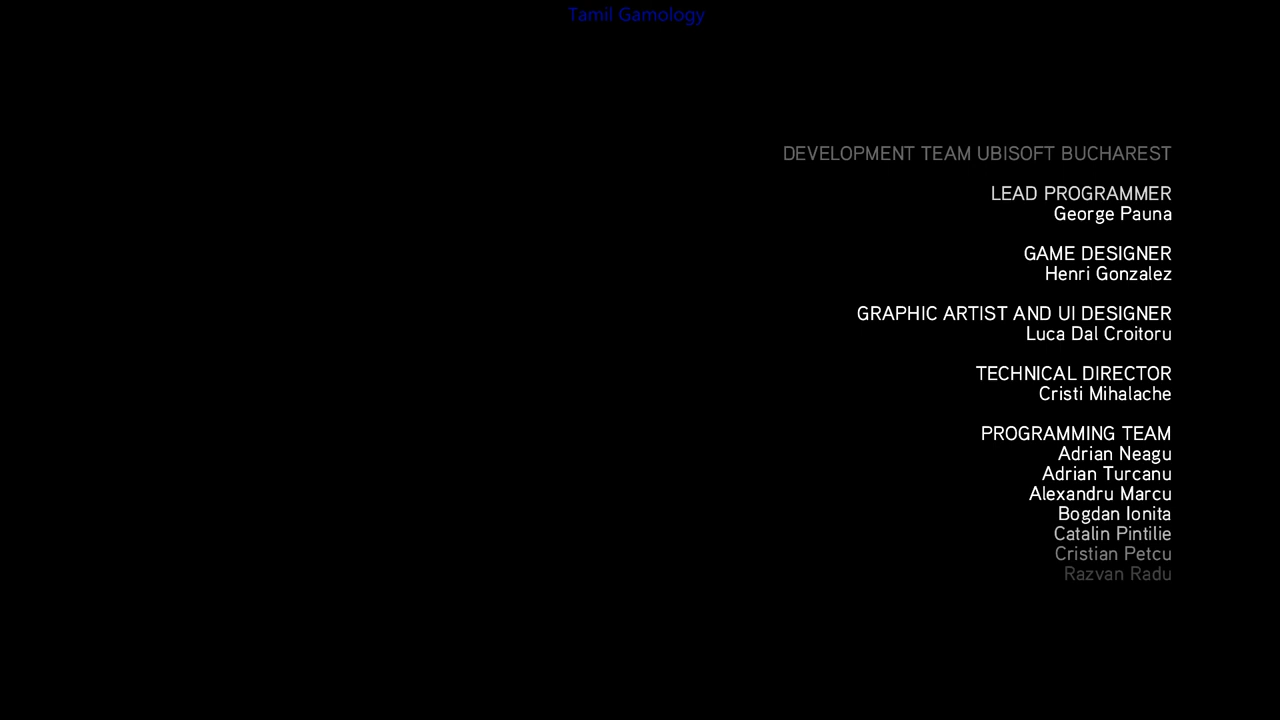 Tamil Gamology
DEVELOPMENT TEAM UBISOFT BUCHAREST
LEAD PROGRAMMER
George Pauna
GAME DESIGNER
Henri Gonzalez
GRAPHIC ARTIST AND UI DESIGNER
Luca Dal Croitoru
TECHNICAL DIRECTOR
Cristi Mihalache
PROGRAMMING TEAM
Adrian Neagu
Adrian Turcanu
Alexandru Marcu
Bogdan Ionita
Catalin Pintilie
Cristian Petcu
Razvan Radu